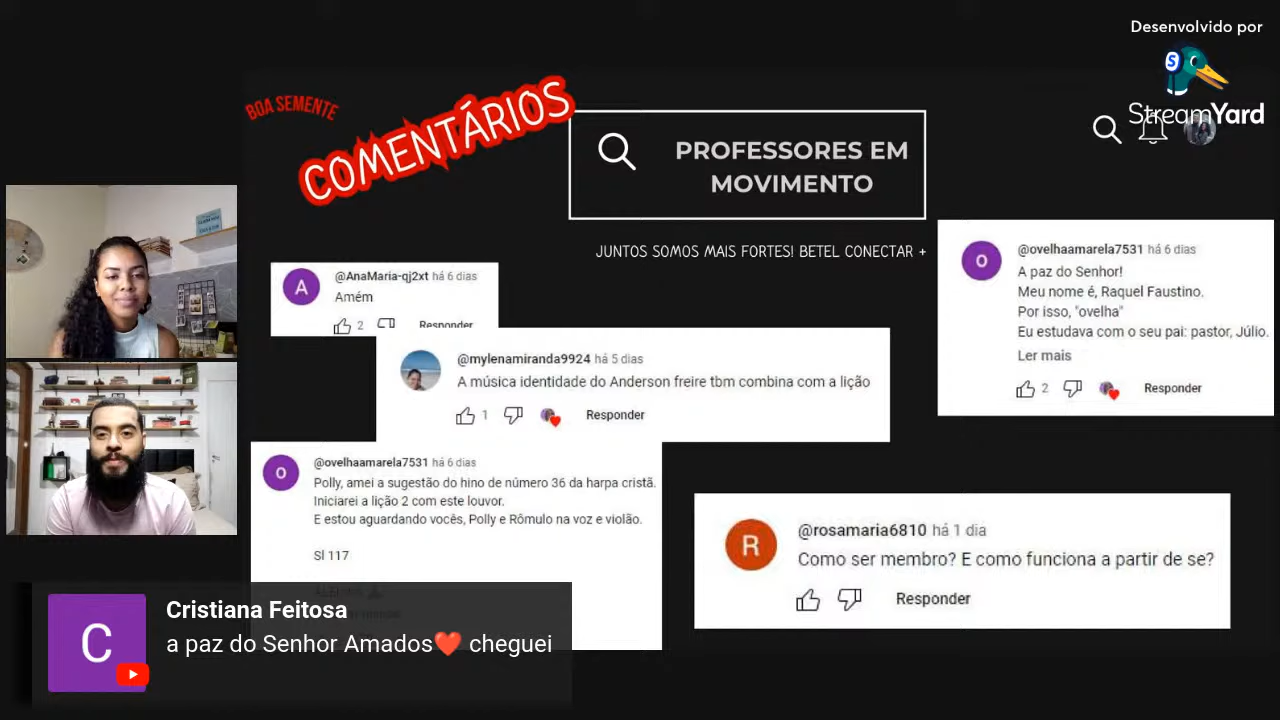 Desenvolvido por
StreamYard
BOA SEMENTE
COMENTÁRIOS
PROFESSORES EM
MOVIMENTO
JUNTOS SOMOS MAIS FORTES! BETEL CONECTAR +
A
@AnaMaria-qj2xt há 6 dias
Amém
2 Responder
@mylenamiranda9924 há 5 dias
A música identidade do Anderson freire tbm combina com a lição
1 Responder
O
@ovelhaamarela7531 há 6 dias
A paz do Senhor!
Meu nome é, Raquel Faustino.
Por isso, "ovelha"
Eu estudava com o seu pai: pastor, Júlio.
Ler mais
2 Responder
O
@ovelhaamarela7531 há 6 dias
Polly, amei a sugestão do hino de número 36 da harpa cristã.
Iniciarei a lição 2 com este louvor.
E estou aguardando vocês, Polly e Rômulo na voz e violão.
Sl 117
R
@rosamaria6810 há 1 dia
Como ser membro? E como funciona a partir de se?
Responder
C
Cristiana Feitosa
a paz do Senhor Amados❤️ cheguei